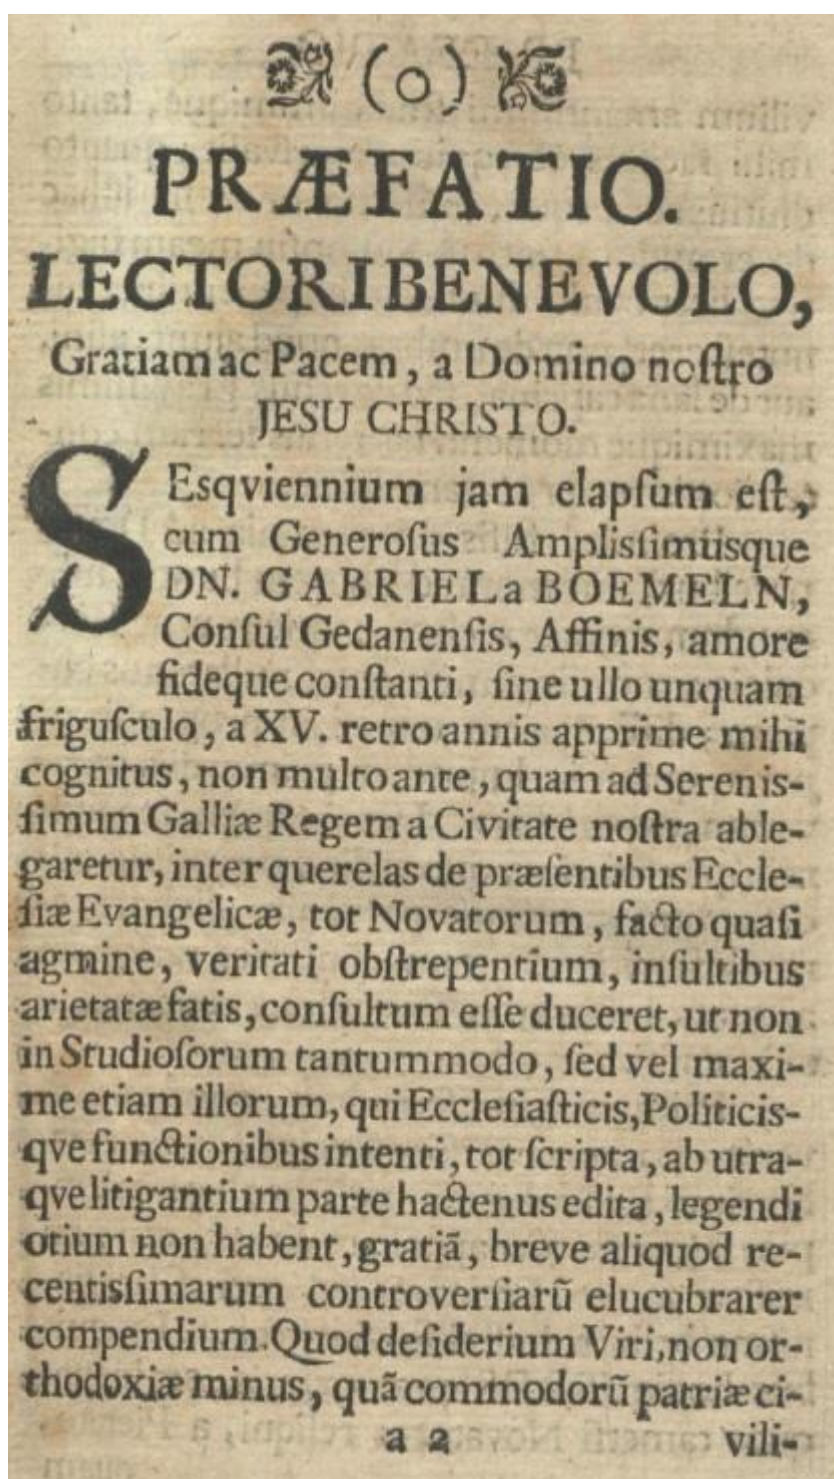 (o)
PRÆFATIO.
LECTORI BENEVOLO,
Gratiam ac Pacem, a Domino noſtro
JESU CHRISTO.
SEsqviennium jam elapſum eſt,
cum Generoſus Amplisſimusque
DN. GABRIEL a BOEMELN,
Conſul Gedanenſis, Affinis, amore
fideque conſtanti, ſine ullo unquam
friguſculo, a XV. retro annis apprime mihi
cognitus, non multo ante, quam ad Serenis-
ſimum Galliæ Regem a Civitate noſtra able-
garetur, inter querelas de præſentibus Eccle-
ſiæ Evangelicæ, tot Novatorum, facto quaſi
agmine, veritati obſtrepentium, inſultibus
arietatæ fatis, conſultum eſſe duceret, ut non
in Studioſorum tantummodo, ſed vel maxi-
me etiam illorum, qui Eccleſiaſticis, Politicis-
qve functionibus intenti, tot ſcripta, ab utra-
qve litigantium parte hactenus edita, legendi
otium non habent, gratiâ, breve aliquod re-
centisſimarum controverſiarũ elucubrarer
compendium. Quod deſiderium Viri, non or-
thodoxiæ minus, quã commodorũ patriæ ci-
a 2 vili-